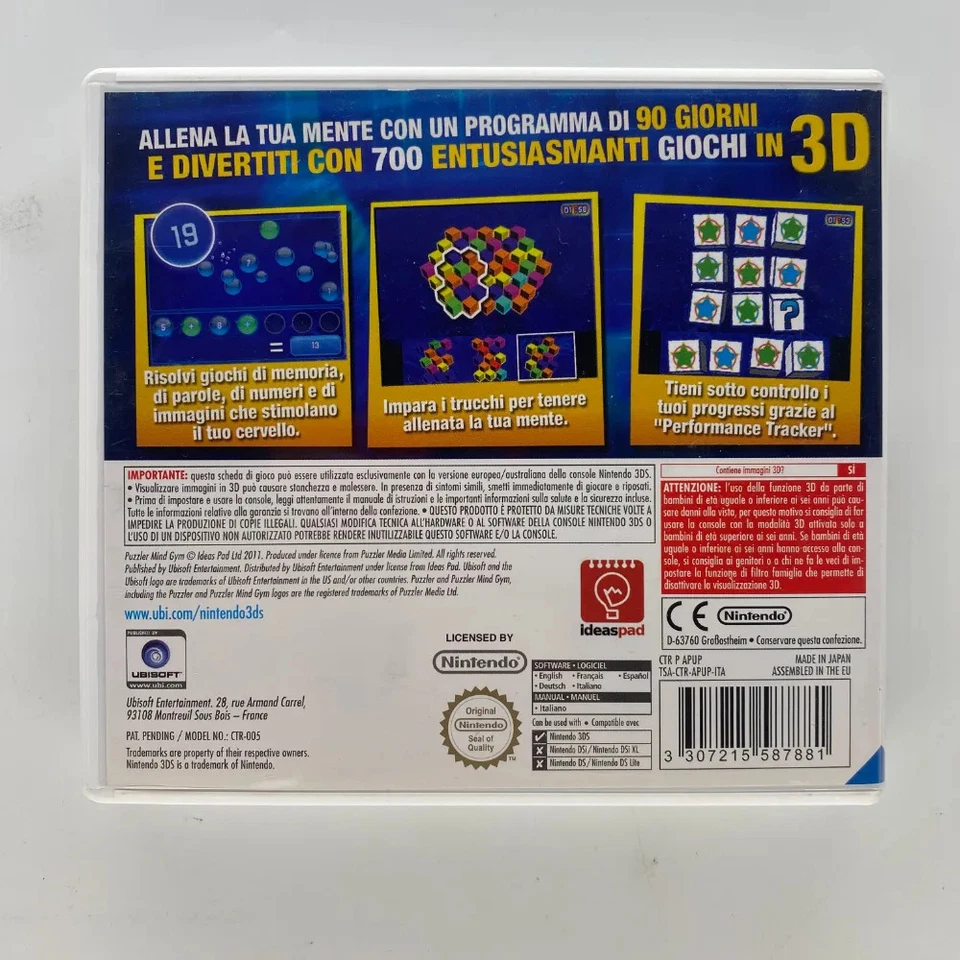 ALLENA LA TUA MENTE CON UN PROGRAMMA DI 90 GIORNI
E DIVERTITI CON 700 ENTUSIASMANTI GIOCHI IN 3D
19
5 + 8 +
= 13
Risolvi giochi di memoria,
di parole, di numeri e di
immagini che stimolano
il tuo cervello.
01:58
Impara i trucchi per tenere
allenata la tua mente.
01:53
?
Tieni sotto controllo i
tuoi progressi grazie al
"Performance Tracker".
IMPORTANTE: questa scheda di gioco può essere utilizzata esclusivamente con la versione europea/australiana della console Nintendo 3DS.
• Visualizzare immagini in 3D può causare stanchezza e malessere. In presenza di sintomi simili, smetti immediatamente di giocare o riposati.
• Prima di impostare e usare la console, leggi attentamente il manuale di istruzioni e le importanti informazioni sulla salute e la sicurezza incluse.
Tutte le informazioni relative alla garanzia si trovano all'interno della confezione. • QUESTO PRODOTTO È PROTETTO DA MISURE TECNICHE VOLTE A
IMPEDIRE LA PRODUZIONE DI COPIE ILLEGALI. QUALSIASI MODIFICA TECNICA ALL'HARDWARE O AL SOFTWARE DELLA CONSOLE NINTENDO 3DS O
L'USO DI UN DISPOSITIVO NON AUTORIZZATO POTREBBE RENDERE INUTILIZZABILE QUESTO SOFTWARE E/O LA CONSOLE.
Puzzler Mind Gym © Ideas Pad Ltd 2011. Produced under licence from Puzzler Media Limited. All rights reserved.
Published by Ubisoft Entertainment. Distributed by Ubisoft Entertainment under license from Ideas Pad. Ubisoft and the
Ubisoft logo are trademarks of Ubisoft Entertainment in the US and/or other countries. Puzzler and Puzzler Mind Gym,
including the Puzzler and Puzzler Mind Gym logos are the registered trademarks of Puzzler Media Ltd.
www.ubi.com/nintendo3ds
PUBLISHED BY
UBISOFT
www.ubi.com
Ubisoft Entertainment. 28, rue Armand Carrel,
93108 Montreuil Sous Bois – France
PAT. PENDING / MODEL NO.: CTR-005
Trademarks are property of their respective owners.
Nintendo 3DS is a trademark of Nintendo.
ideaspad
LICENSED BY
Nintendo
Original
Nintendo
Seal of
Quality
TM
SOFTWARE • LOGICIEL
• English • Français • Español
• Deutsch • Italiano
MANUAL • MANUEL
• Italiano
Can be used with • Compatible avec
Nintendo 3DS
Nintendo DSi/Nintendo DSi XL
Nintendo DS/Nintendo DS Lite
Contiene immagini 3D? SÌ
ATTENZIONE: l'uso della funzione 3D da parte di
bambini di età uguale o inferiore ai sei anni può cau-
sare danni alla vista, per questo motivo si consiglia di far
usare la console con la modalità 3D attivata solo a
bambini di età superiore ai sei anni. Se bambini di età
uguale o inferiore ai sei anni hanno accesso alla con-
sole, si consiglia ai genitori o a chi ne fa le veci di im-
postare la funzione di filtro famiglia che permette di
disattivare la visualizzazione 3D.
CE Nintendo
D-63760 Großostheim • Conservare questa confezione.
CTR P APUP MADE IN JAPAN
TSA-CTR-APUP-ITA ASSEMBLED IN THE EU
3 307215 587881